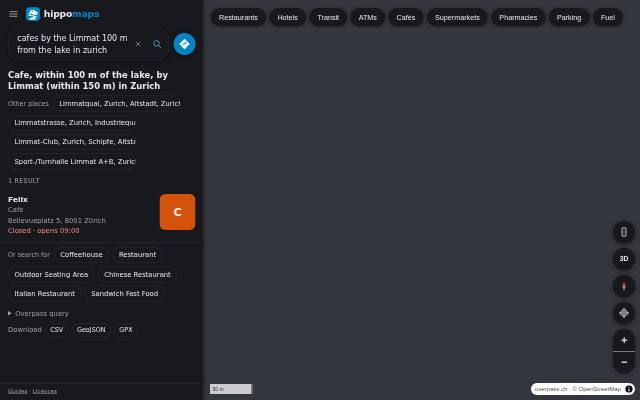 hippomaps
Restaurants
Hotels
Transit
ATMs
Cafés
Supermarkets
Pharmacies
Parking
Fuel
cafes by the Limmat 100 m
from the lake in zurich
Cafe, within 100 m of the lake, by
Limmat (within 150 m) in Zurich
Other places
Limmatquai, Zurich, Altstadt, Zuric
Limmatstrasse, Zurich, Industriequa
Limmat-Club, Zurich, Schipfe, Altsta
Sport-/Turnhalle Limmat A+B, Zuric
1 RESULT
Felix
Cafe
Bellevueplatz 5, 8001 Zürich
Closed · opens 09:00
C
Or search for
Coffeehouse
Restaurant
Outdoor Seating Area
Chinese Restaurant
Italian Restaurant
Sandwich Fast Food
Overpass query
Download
CSV
GeoJSON
GPX
3D
+
−
Guides · Licences
50 m
overpass.ch · © OpenStreetMap